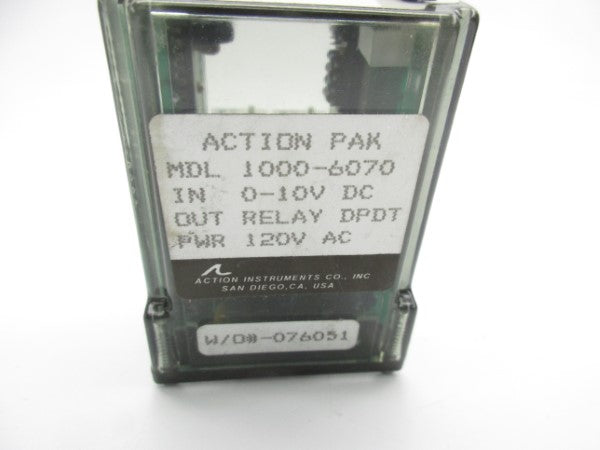 ACTION PAK
MDL 1000-6070
IN 0-10V DC
OUT RELAY DPDT
PWR 120V AC
ACTION INSTRUMENTS CO., INC
SAN DIEGO,CA, USA
W/O#-076051